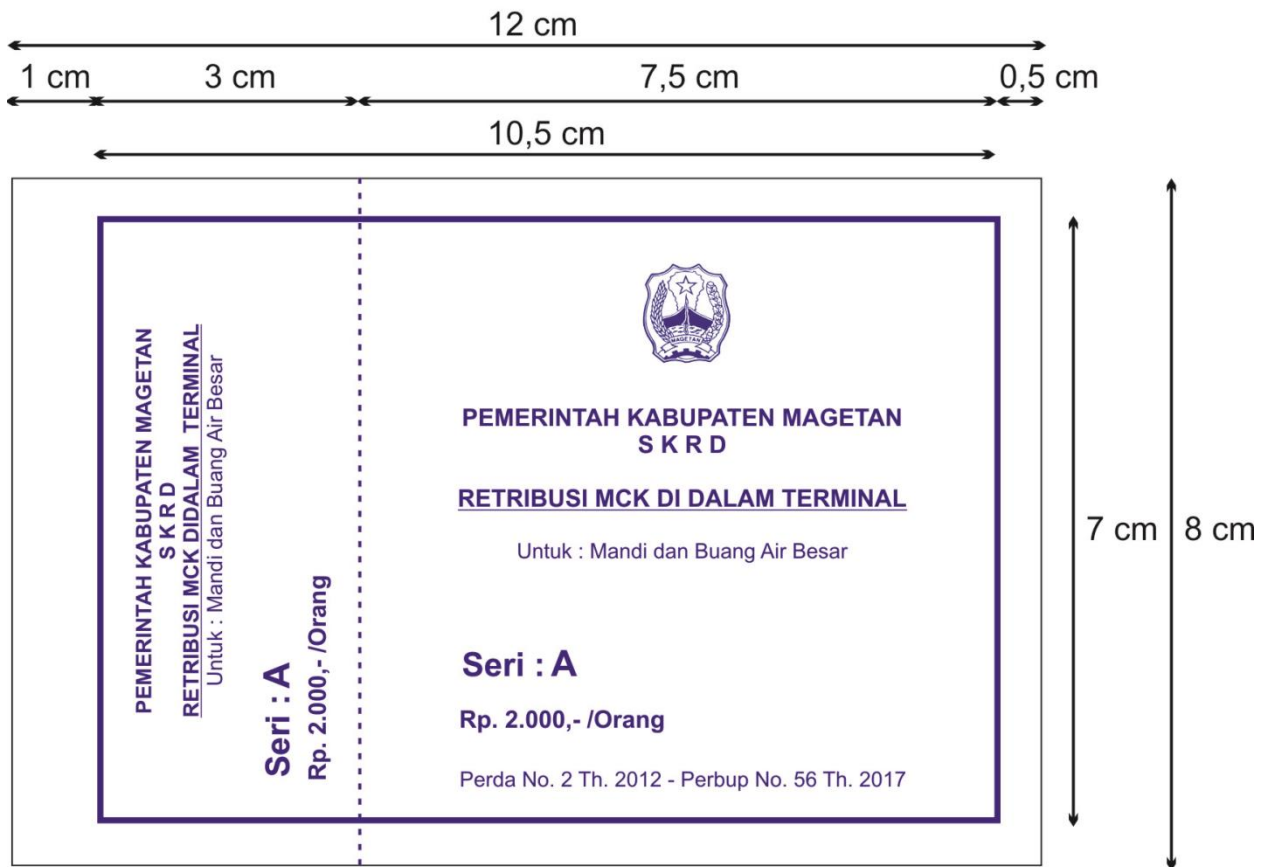 12 cm
1 cm 3 cm 7,5 cm 0,5 cm
10,5 cm
PEMERINTAH KABUPATEN MAGETAN
S K R D
RETRIBUSI MCK DIDALAM TERMINAL
Untuk : Mandi dan Buang Air Besar
Seri : A
Rp. 2.000,- /Orang
MAGETAN
PEMERINTAH KABUPATEN MAGETAN
S K R D
RETRIBUSI MCK DI DALAM TERMINAL
Untuk : Mandi dan Buang Air Besar
Seri : A
Rp. 2.000,- /Orang
Perda No. 2 Th. 2012 - Perbup No. 56 Th. 2017
7 cm
8 cm